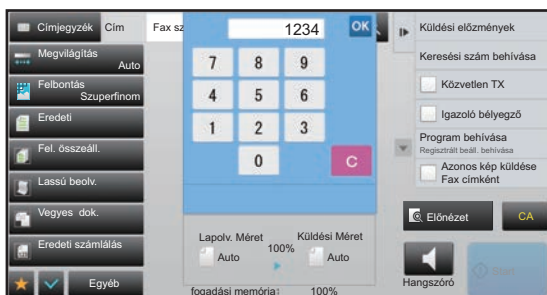 Címjegyzék
Cím
Fax sz
1234
OK
Küldési előzmények
Megvilágítás
Auto
Keresési szám behívása
Felbontás
Szuperfinom
7 8 9
Közvetlen TX
4 5 6
Eredeti
Igazoló bélyegző
1 2 3
Program behívása
Regisztrált beáll. behívása
Fel. összeáll.
0 C
Azonos kép küldése
Fax címként
Lassú beolv.
Vegyes dok.
Előnézet
CA
Lapolv. Méret
Küldési Méret
100%
Auto
Auto
Eredeti számlálás
Start
Egyéb
Hangszóró
fogadási memória: 100%